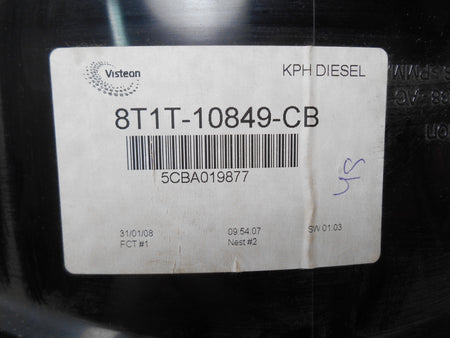 Visteon
KPH DIESEL
8T1T-10849-CB
5CBA019877
31/01/08 09:54:07 SW 01:03
FCT #1 Nest #2